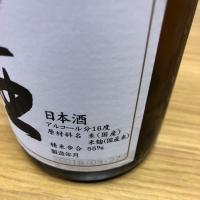 日本酒
アルコール分16度
原材料名 米(国産)
米麹(国産米)
精米歩合 55%
製造年月